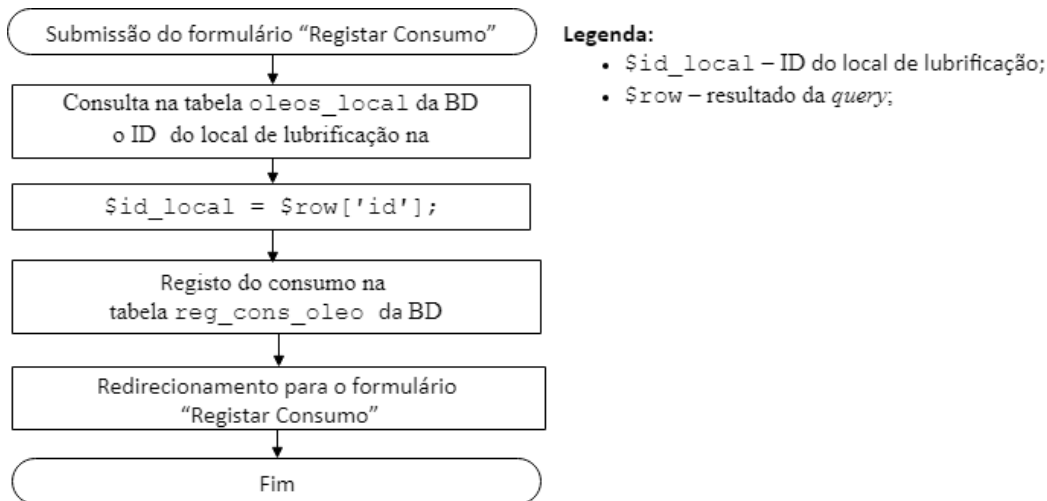 Submissão do formulário “Registar Consumo”
Consulta na tabela oleos_local da BD
o ID do local de lubrificação na
$id_local = $row['id'];
Registo do consumo na
tabela reg_cons_oleo da BD
Redirecionamento para o formulário
“Registar Consumo”
Fim
Legenda:
• $id_local – ID do local de lubrificação;
• $row – resultado da query;